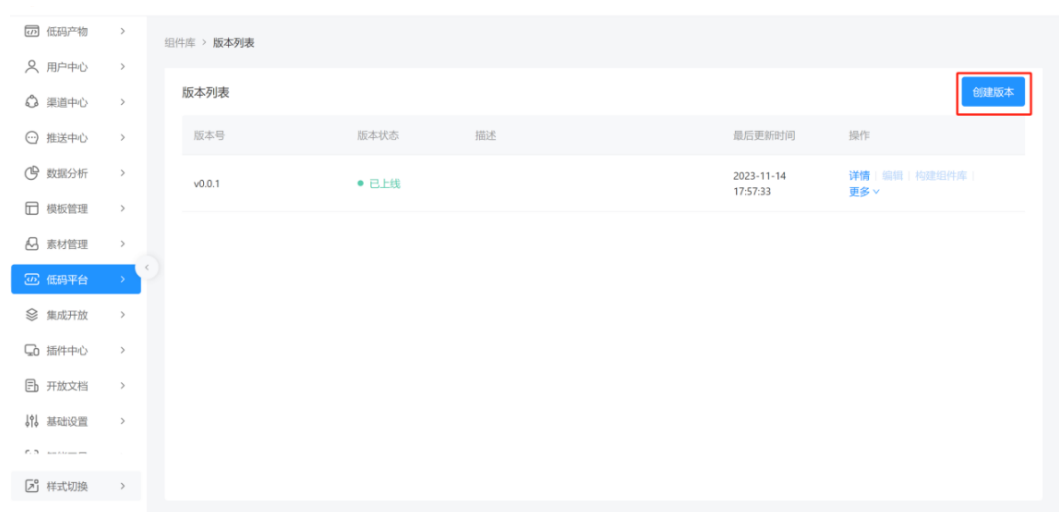 低码产物
用户中心
渠道中心
推送中心
数据分析
模板管理
素材管理
低码平台
集成开放
插件中心
开放文档
基础设置
样式切换
组件库 > 版本列表
版本列表
创建版本
版本号 版本状态 描述 最后更新时间 操作
v0.0.1 已上线 2023-11-14 详情 编辑 构建组件库
17:57:33 更多